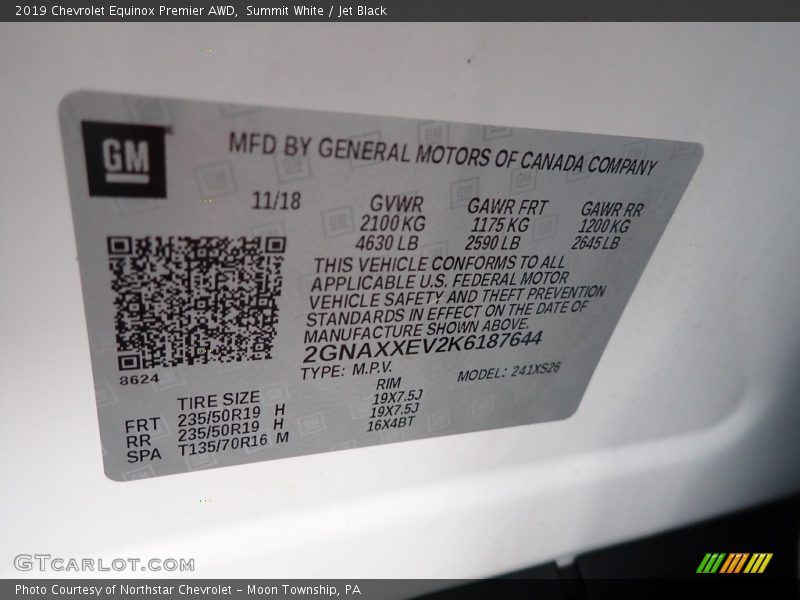 2019 Chevrolet Equinox Premier AWD,  Summit White / Jet Black
GM
MFD BY GENERAL MOTORS OF CANADA COMPANY
11/18 GVWR GAWR FRT GAWR RR
2100 KG 1175 KG 1200 KG
4630 LB 2590 LB 2645 LB
THIS VEHICLE CONFORMS TO ALL
APPLICABLE U.S. FEDERAL MOTOR
VEHICLE SAFETY AND THEFT PREVENTION
STANDARDS IN EFFECT ON THE DATE OF
MANUFACTURE SHOWN ABOVE.
2GNAXXEV2K6187644
TYPE: M.P.V. MODEL: 241XS26
8624
TIRE SIZE RIM
FRT 235/50R19 H 19X7.5J
RR 235/50R19 H 19X7.5J
SPA T135/70R16 M 16X4BT
GTCARLOT.COM
Photo Courtesy of Northstar Chevrolet - Moon Township, PA